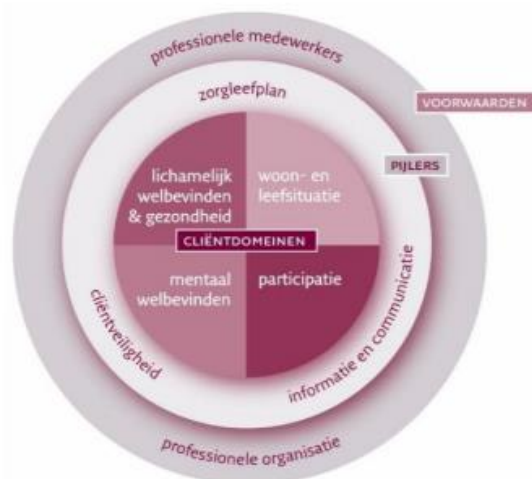 professionele medewerkers
VOORWAARDEN
zorgleefplan
PIJLERS
lichamelijk
welbevinden
& gezondheid
woon- en
leefsituatie
CLIËNTDOMEINEN
mentaal
welbevinden
participatie
cliëntveiligheid
informatie en communicatie
professionele organisatie